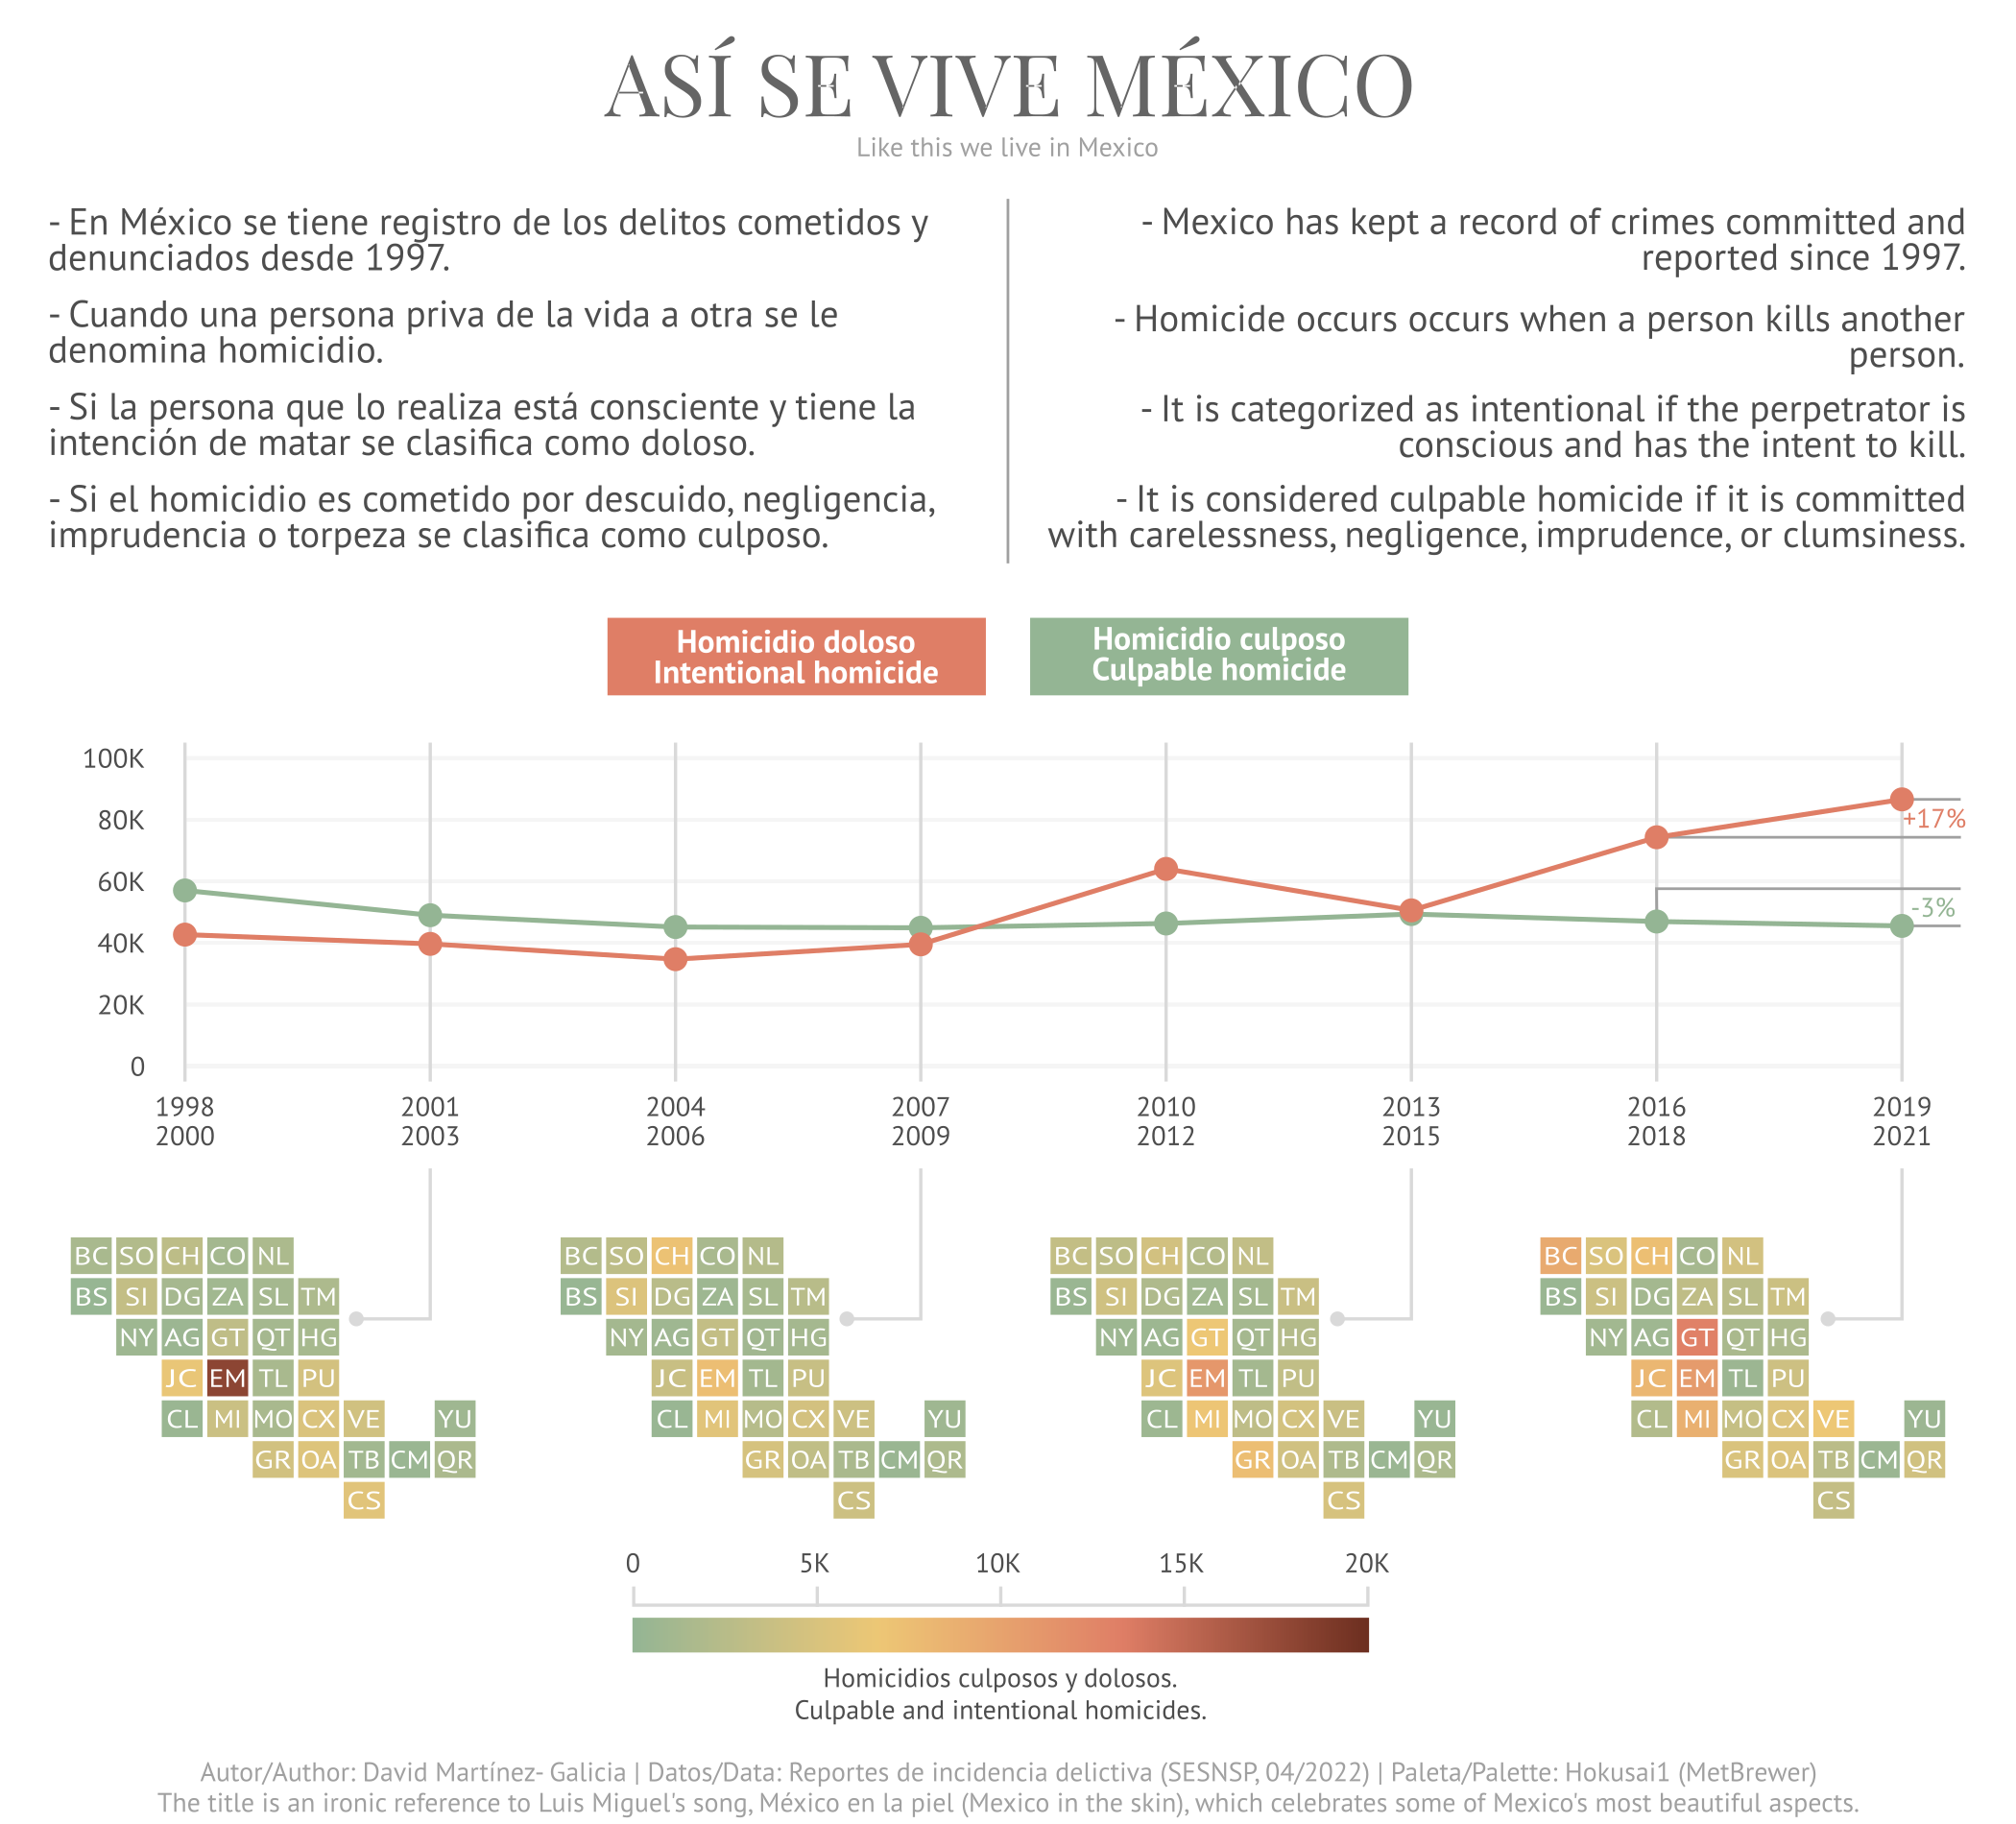 ASÍ SE VIVE MÉXICO
Like this we live in Mexico
- En México se tiene registro de los delitos cometidos y
denunciados desde 1997.
- Cuando una persona priva de la vida a otra se le
denomina homicidio.
- Si la persona que lo realiza está consciente y tiene la
intención de matar se clasifica como doloso.
- Si el homicidio es cometido por descuido, negligencia,
imprudencia o torpeza se clasifica como culposo.
- Mexico has kept a record of crimes committed and
reported since 1997.
- Homicide occurs occurs when a person kills another
person.
- It is categorized as intentional if the perpetrator is
conscious and has the intent to kill.
- It is considered culpable homicide if it is committed
with carelessness, negligence, imprudence, or clumsiness.
Homicidio doloso
Intentional homicide
Homicidio culposo
Culpable homicide
100K
80K
60K
40K
20K
0
+17%
-3%
1998 2001 2004 2007 2010 2013 2016 2019
2000 2003 2006 2009 2012 2015 2018 2021
BC SO CH CO NL
BS SI DG ZA SL TM
NY AG GT QT HG
JC EM TL PU
CL MI MO CX VE YU
GR OA TB CM QR
CS
BC SO CH CO NL
BS SI DG ZA SL TM
NY AG GT QT HG
JC EM TL PU
CL MI MO CX VE YU
GR OA TB CM QR
CS
BC SO CH CO NL
BS SI DG ZA SL TM
NY AG GT QT HG
JC EM TL PU
CL MI MO CX VE YU
GR OA TB CM QR
CS
BC SO CH CO NL
BS SI DG ZA SL TM
NY AG GT QT HG
JC EM TL PU
CL MI MO CX VE YU
GR OA TB CM QR
CS
0 5K 10K 15K 20K
Homicidios culposos y dolosos.
Culpable and intentional homicides.
Autor/Author: David Martínez- Galicia | Datos/Data: Reportes de incidencia delictiva (SESNSP, 04/2022) | Paleta/Palette: Hokusai1 (MetBrewer)
The title is an ironic reference to Luis Miguel's song, México en la piel (Mexico in the skin), which celebrates some of Mexico's most beautiful aspects.